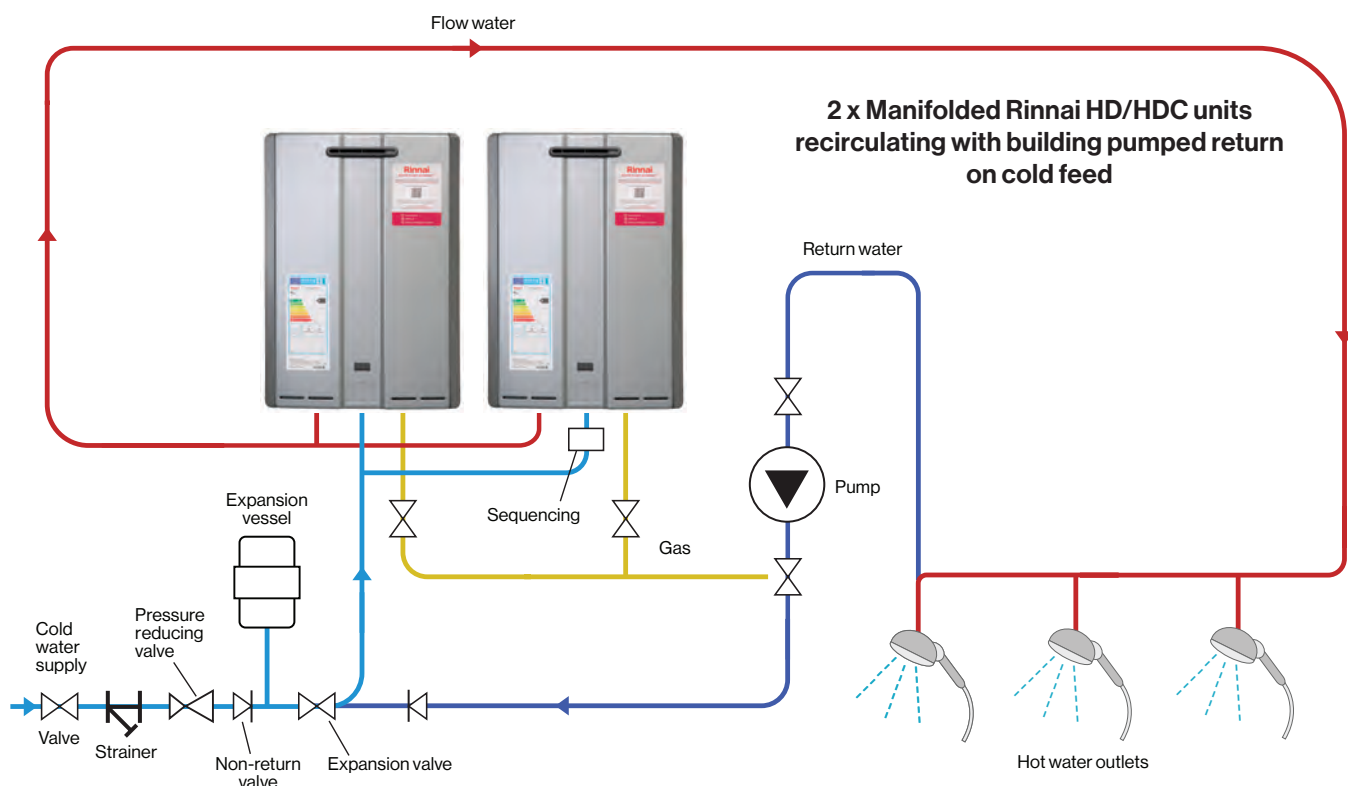 Flow water
2 x Manifolded Rinnai HD/HDC units
recirculating with building pumped return
on cold feed
Rinnai
Rinnai
Return water
Expansion
vessel
Sequencing
Pump
Gas
Cold
water
supply
Pressure
reducing
valve
Valve
Strainer
Non-return
valve
Expansion valve
Hot water outlets